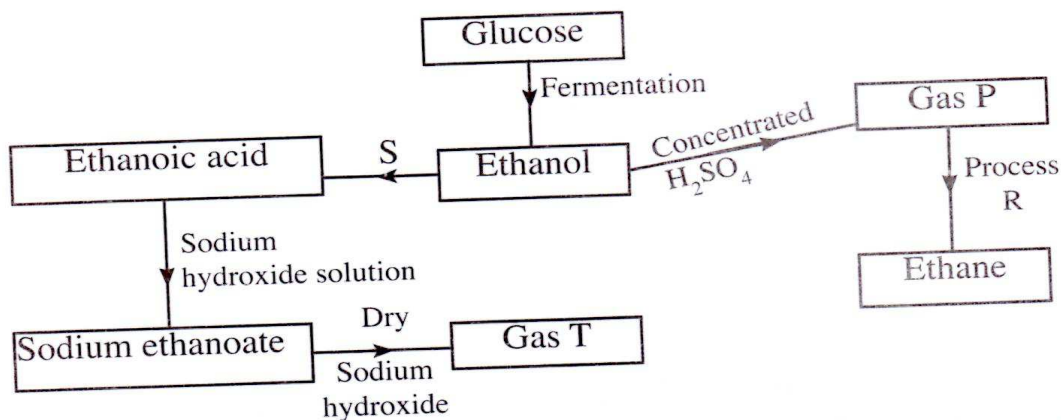 Glucose
Fermentation
Gas P
Concentrated
H₂SO₄
Ethanoic acid
S
Ethanol
Process
R
Sodium
hydroxide solution
Ethane
Sodium ethanoate
Dry
Sodium
hydroxide
Gas T